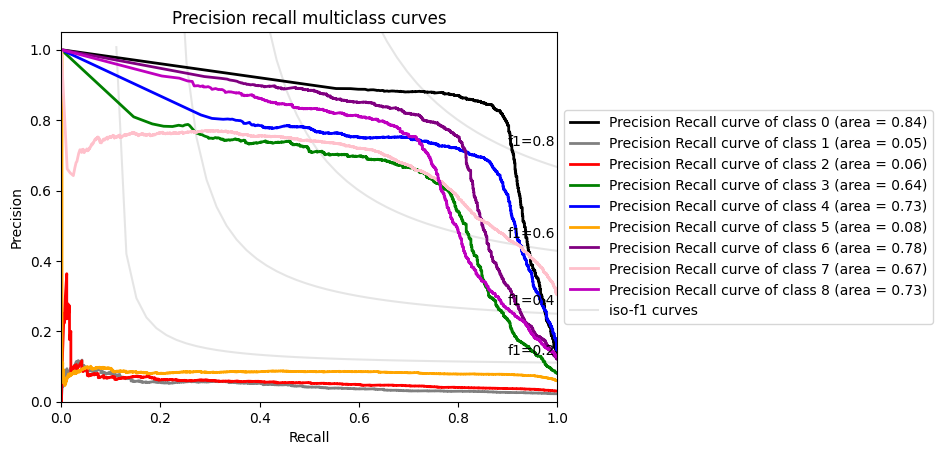 Precision recall multiclass curves
1.0
0.8
0.6
0.4
0.2
0.0
Precision
0.0 0.2 0.4 0.6 0.8 1.0
Recall
f1=0.8
f1=0.6
f1=0.4
f1=0.2
Precision Recall curve of class 0 (area = 0.84)
Precision Recall curve of class 1 (area = 0.05)
Precision Recall curve of class 2 (area = 0.06)
Precision Recall curve of class 3 (area = 0.64)
Precision Recall curve of class 4 (area = 0.73)
Precision Recall curve of class 5 (area = 0.08)
Precision Recall curve of class 6 (area = 0.78)
Precision Recall curve of class 7 (area = 0.67)
Precision Recall curve of class 8 (area = 0.73)
iso-f1 curves